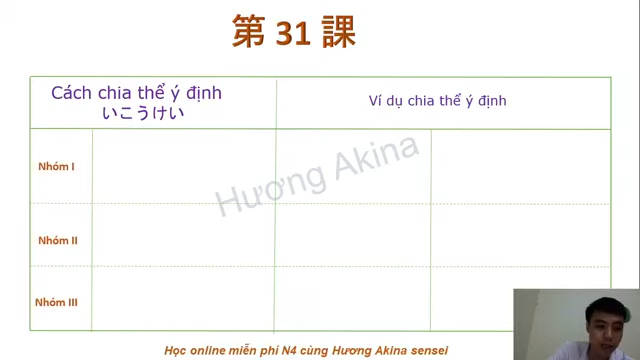 第 31 課
Cách chia thể ý định
いこうけい
Ví dụ chia thể ý định
Nhóm I
Hương Akina
Nhóm II
Nhóm III
Học online miễn phí N4 cùng Hương Akina sensei